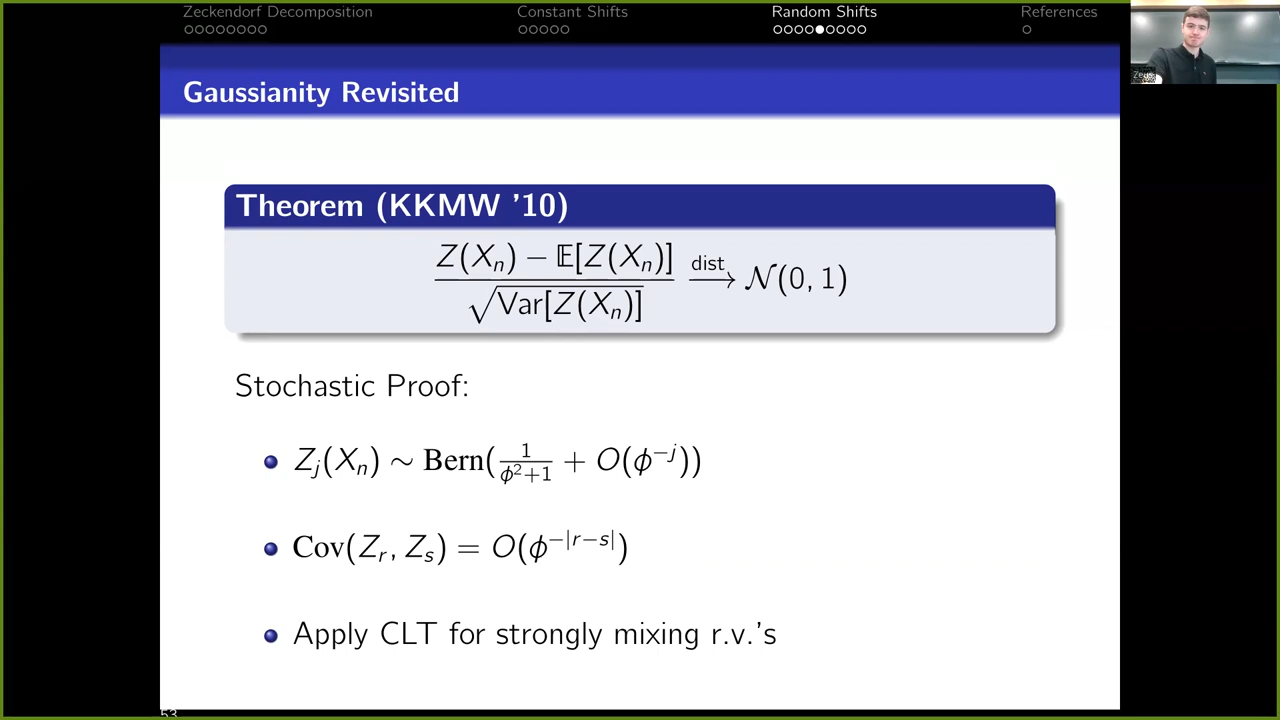 Zeckendorf Decomposition Constant Shifts Random Shifts References
Gaussianity Revisited
Theorem (KKMW '10)
Z(Xₙ) − 𝔼[Z(Xₙ)]
√Var[Z(Xₙ)]
dist
⟶ 𝒩(0, 1)
Stochastic Proof:
Zⱼ(Xₙ) ∼ Bern(1/(ϕ²+1) + O(ϕ⁻ʲ))
Cov(Zᵣ, Zₛ) = O(ϕ^{−|r−s|})
Apply CLT for strongly mixing r.v.'s
53